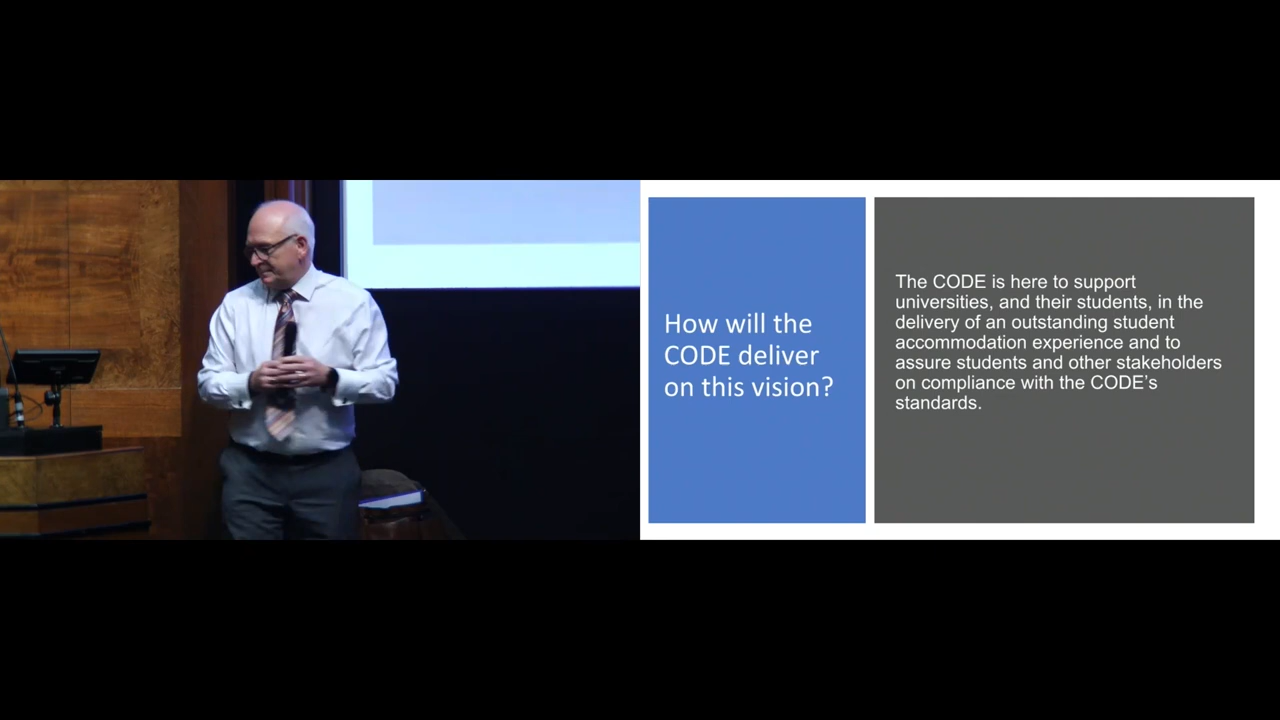 How will the
CODE deliver
on this vision?
The CODE is here to support
universities, and their students, in the
delivery of an outstanding student
accommodation experience and to
assure students and other stakeholders
on compliance with the CODE's
standards.